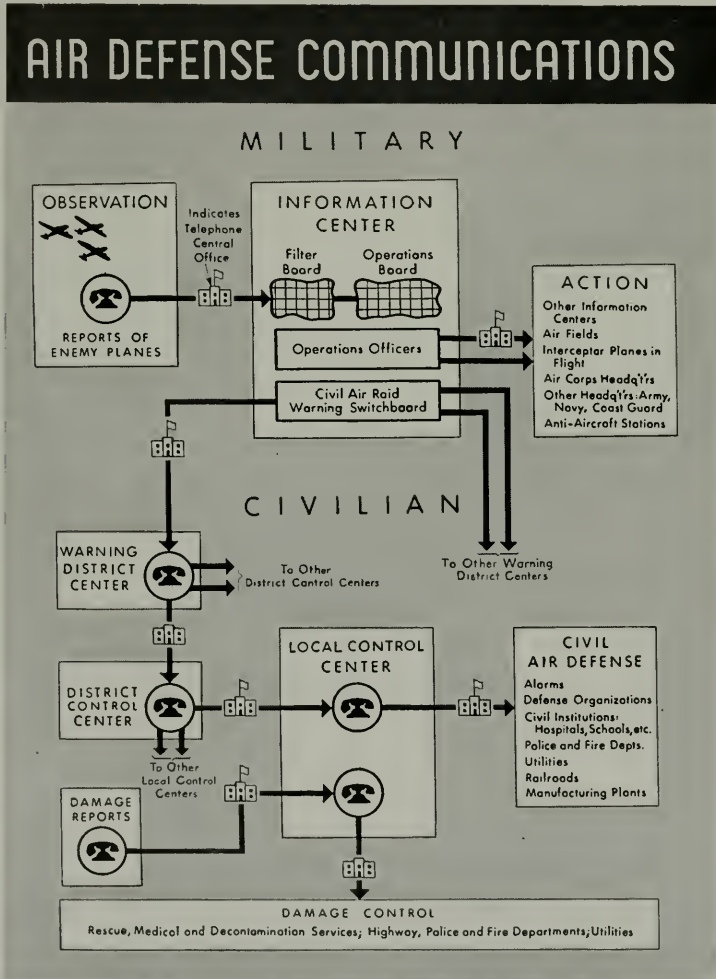 AIR DEFENSE COMMUNICATIONS
MILITARY
OBSERVATION
REPORTS OF
ENEMY PLANES
Indicates
Telephone
Central
Office
INFORMATION
CENTER
Filter
Board
Operations
Board
Operations Officers
Civil Air Raid
Warning Switchboard
ACTION
Other Information
Centers
Air Fields
Interceptor Planes in
Flight
Air Corps Headq't'rs
Other Headq't'rs: Army,
Navy, Coast Guard
Anti-Aircraft Stations
CIVILIAN
WARNING
DISTRICT
CENTER
To Other
District Control Centers
To Other Warning
District Centers
DISTRICT
CONTROL
CENTER
To Other
Local Control
Centers
LOCAL CONTROL
CENTER
CIVIL
AIR DEFENSE
Alarms
Defense Organizations
Civil Institutions:
Hospitals, Schools, etc.
Police and Fire Depts.
Utilities
Railroads
Manufacturing Plants
DAMAGE
REPORTS
DAMAGE CONTROL
Rescue, Medical and Decontamination Services; Highway, Police and Fire Departments; Utilities